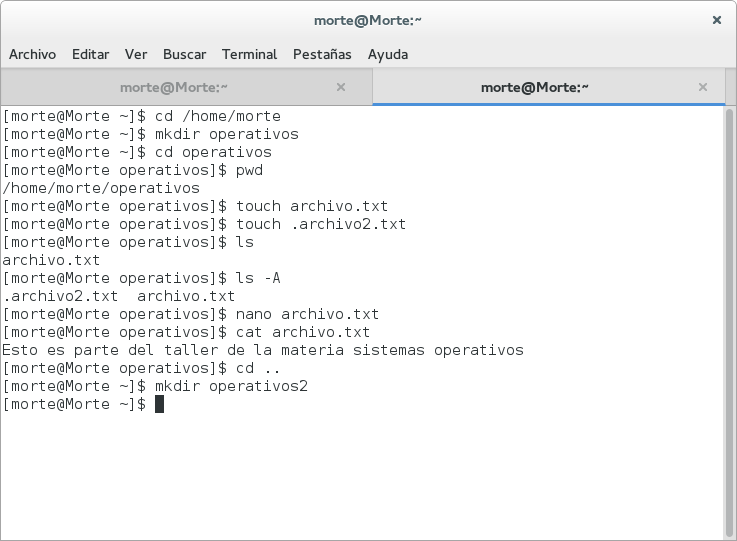 morte@Morte:~
Archivo Editar Ver Buscar Terminal Pestañas Ayuda
morte@Morte:~ morte@Morte:~
[morte@Morte ~]$ cd /home/morte
[morte@Morte ~]$ mkdir operativos
[morte@Morte ~]$ cd operativos
[morte@Morte operativos]$ pwd
/home/morte/operativos
[morte@Morte operativos]$ touch archivo.txt
[morte@Morte operativos]$ touch .archivo2.txt
[morte@Morte operativos]$ ls
archivo.txt
[morte@Morte operativos]$ ls -A
.archivo2.txt  archivo.txt
[morte@Morte operativos]$ nano archivo.txt
[morte@Morte operativos]$ cat archivo.txt
Esto es parte del taller de la materia sistemas operativos
[morte@Morte operativos]$ cd ..
[morte@Morte ~]$ mkdir operativos2
[morte@Morte ~]$